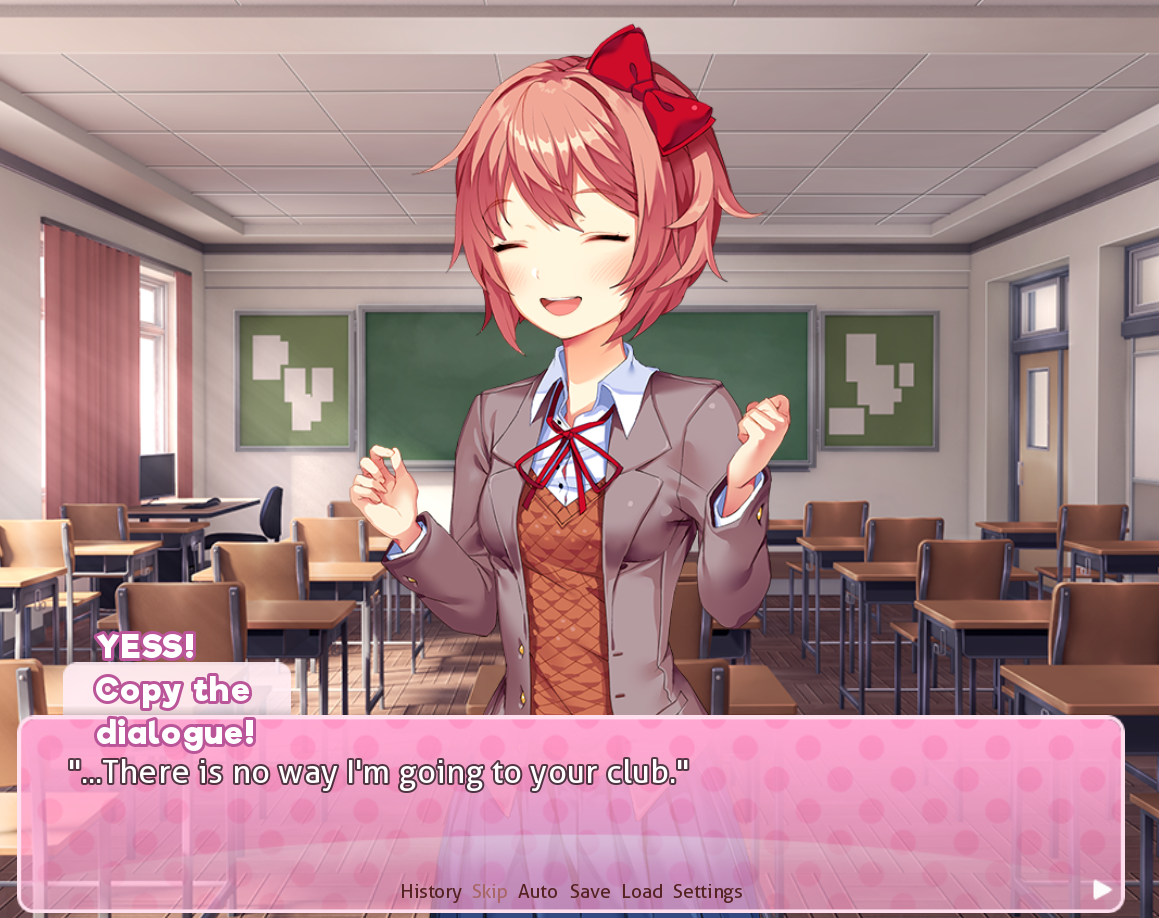 YESS!
Copy the
dialogue!
"...There is no way I'm going to your club."
History Skip Auto Save Load Settings